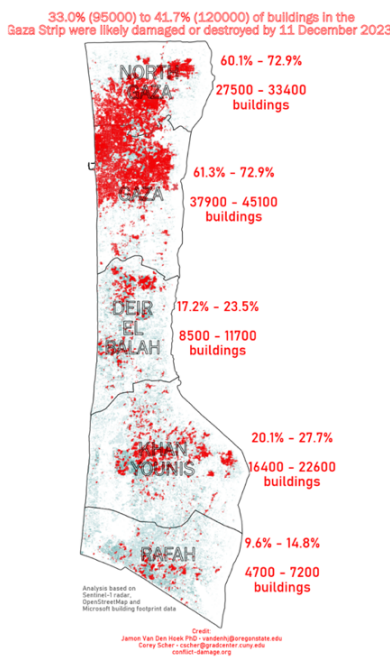 33.0% (95000) to 41.7% (120000) of buildings in the
Gaza Strip were likely damaged or destroyed by 11 December 2023
NORTH
GAZA
60.1% - 72.9%
27500 - 33400
buildings
GAZA
61.3% - 72.9%
37900 - 45100
buildings
DEIR
EL
BALAH
17.2% - 23.5%
8500 - 11700
buildings
KHAN
YOUNIS
20.1% - 27.7%
16400 - 22600
buildings
RAFAH
9.6% - 14.8%
4700 - 7200
buildings
Analysis based on
Sentinel-1 radar,
OpenStreetMap and
Microsoft building footprint data
Credit:
Jamon Van Den Hoek PhD - vandenhj@oregonstate.edu
Corey Scher - cscher@gradcenter.cuny.edu
conflict-damage.org